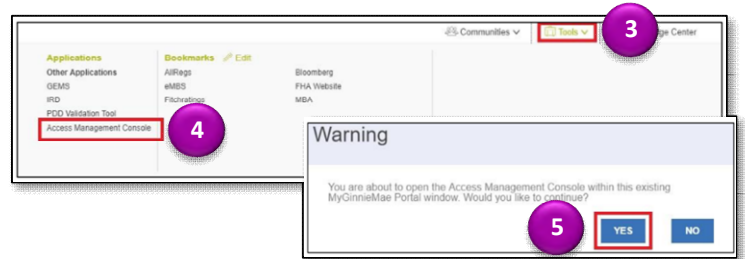 Communities Tools 3 ge Center
Applications Bookmarks Edit
Other Applications AllRegs Bloomberg
GEMS eMBS FHA Website
IRD Fitchratings MBA
PDD Validation Tool
Access Management Console 4
Warning
You are about to open the Access Management Console within this existing
MyGinnieMae Portal window. Would you like to continue?
5 YES NO